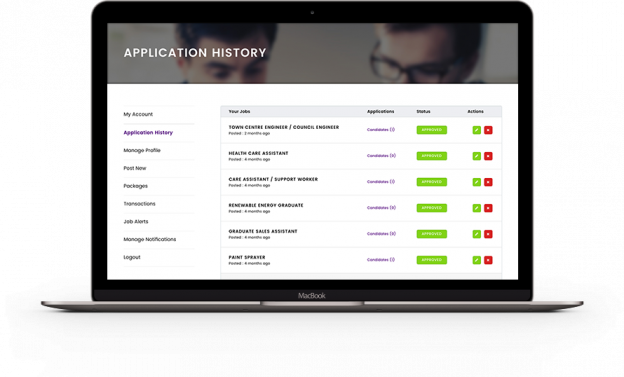 APPLICATION HISTORY
My Account
Application History
Manage Profile
Post New
Packages
Transactions
Job Alerts
Manage Notifications
Logout
Your Jobs Applications Status Actions
TOWN CENTRE ENGINEER / COUNCIL ENGINEER Candidates (1) APPROVED
Posted : 2 months ago
HEALTH CARE ASSISTANT Candidates (0) APPROVED
Posted : 4 months ago
CARE ASSISTANT / SUPPORT WORKER Candidates (1) APPROVED
Posted : 4 months ago
RENEWABLE ENERGY GRADUATE Candidates (0) APPROVED
Posted : 4 months ago
GRADUATE SALES ASSISTANT Candidates (0) APPROVED
Posted : 4 months ago
PAINT SPRAYER Candidates (1) APPROVED
Posted : 4 months ago
MacBook